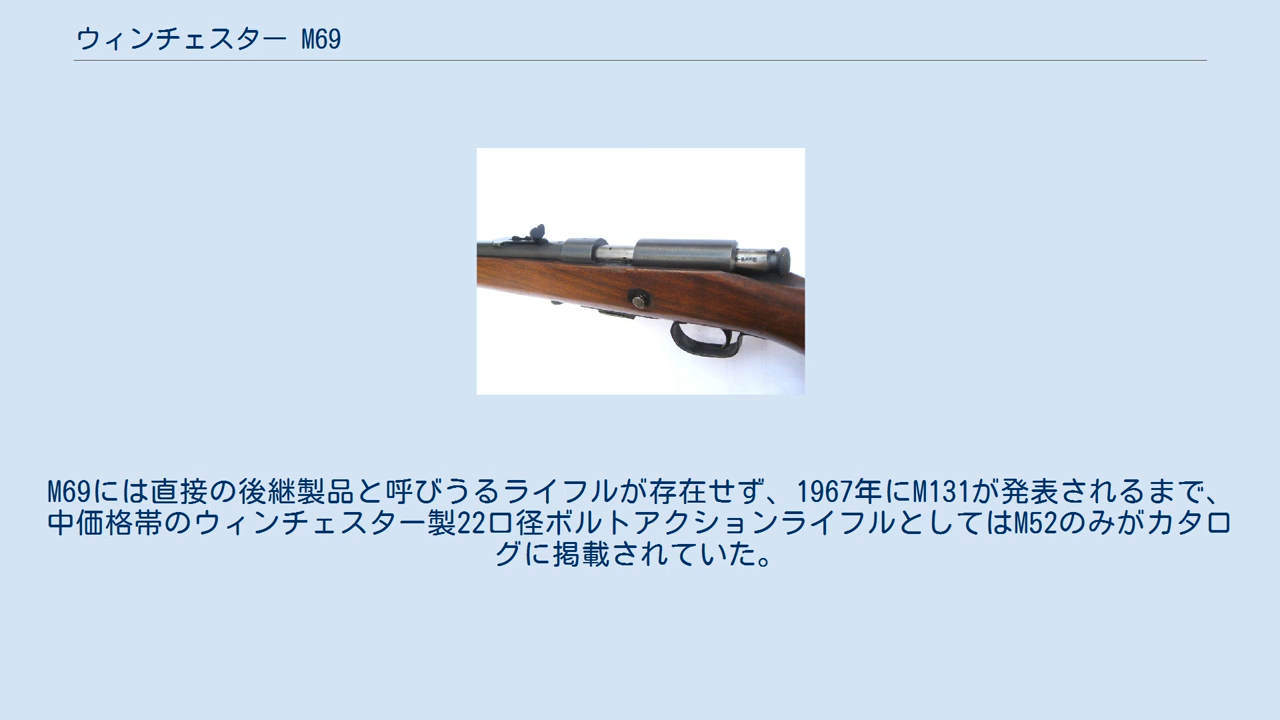 ウィンチェスター M69
M69には直接の後継製品と呼びうるライフルが存在せず、1967年にM131が発表されるまで、
中価格帯のウィンチェスター製22口径ボルトアクションライフルとしてはM52のみがカタロ
グに掲載されていた。